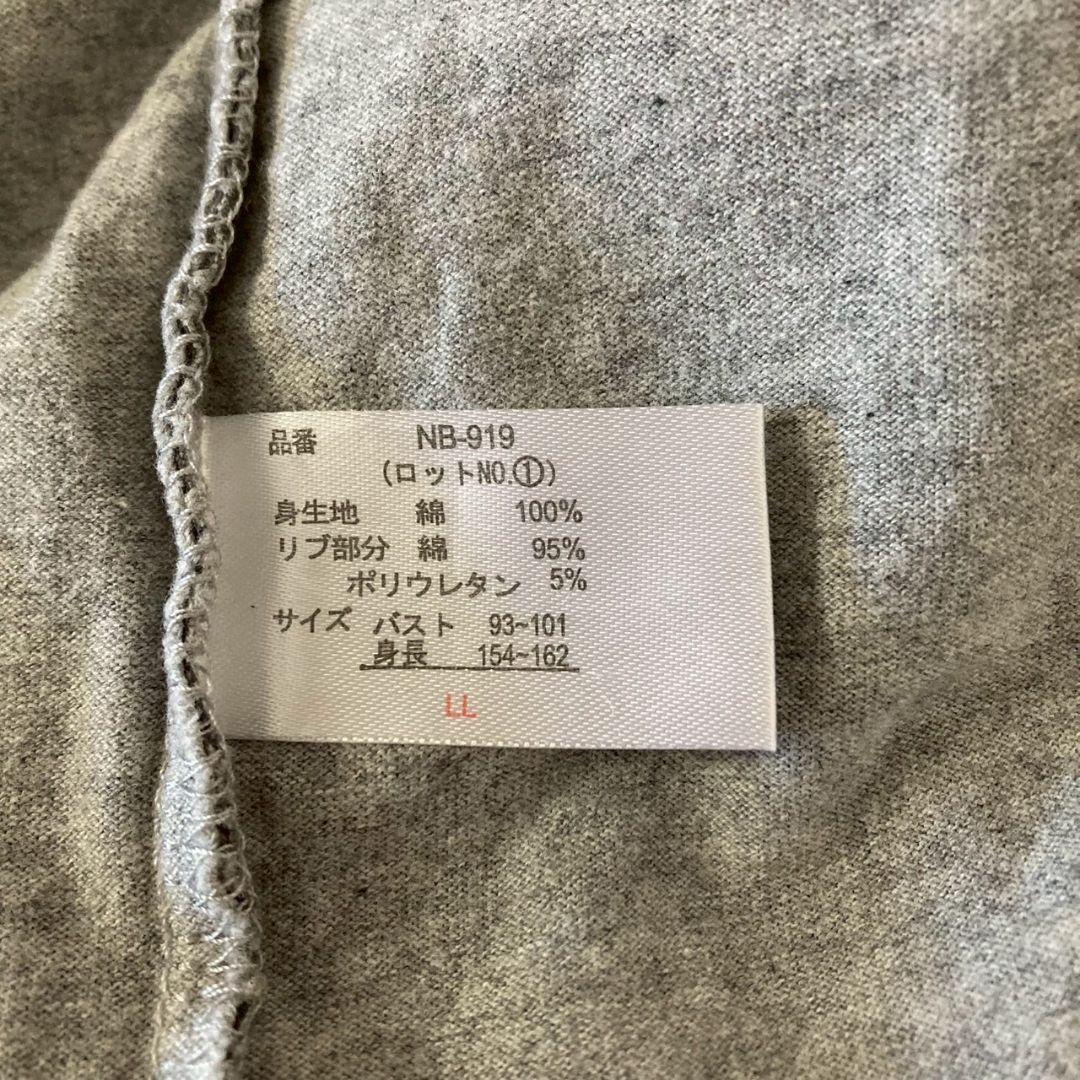 品番 NB-919
(ロットNO.①)
身生地 綿 100%
リブ部分 綿 95%
ポリウレタン 5%
サイズ バスト 93~101
身長 154~162
LL